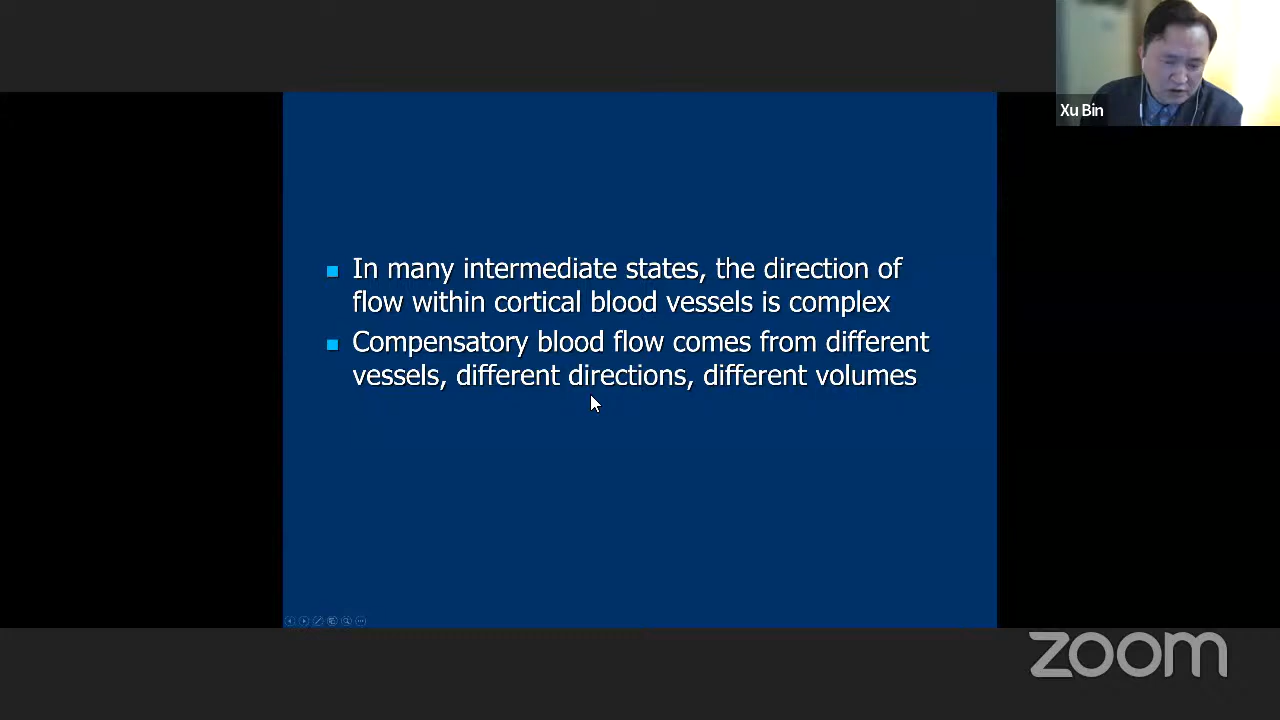 Xu Bin
In many intermediate states, the direction of
flow within cortical blood vessels is complex
Compensatory blood flow comes from different
vessels, different directions, different volumes
zoom